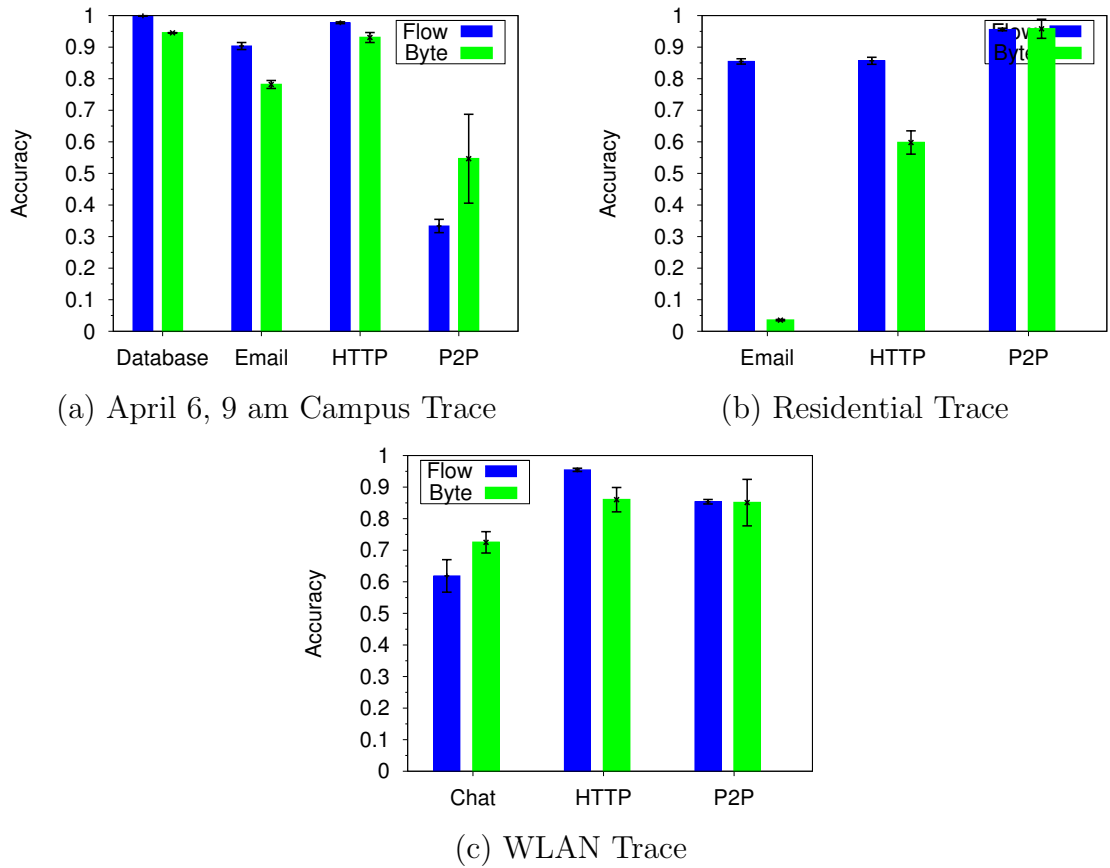 1
0.9
0.8
0.7
0.6
0.5
0.4
0.3
0.2
0.1
0
Accuracy
Flow
Byte
Database Email HTTP P2P
(a) April 6, 9 am Campus Trace
1
0.9
0.8
0.7
0.6
0.5
0.4
0.3
0.2
0.1
0
Accuracy
Flow
Byte
Email HTTP P2P
(b) Residential Trace
1
0.9
0.8
0.7
0.6
0.5
0.4
0.3
0.2
0.1
0
Accuracy
Flow
Byte
Chat HTTP P2P
(c) WLAN Trace